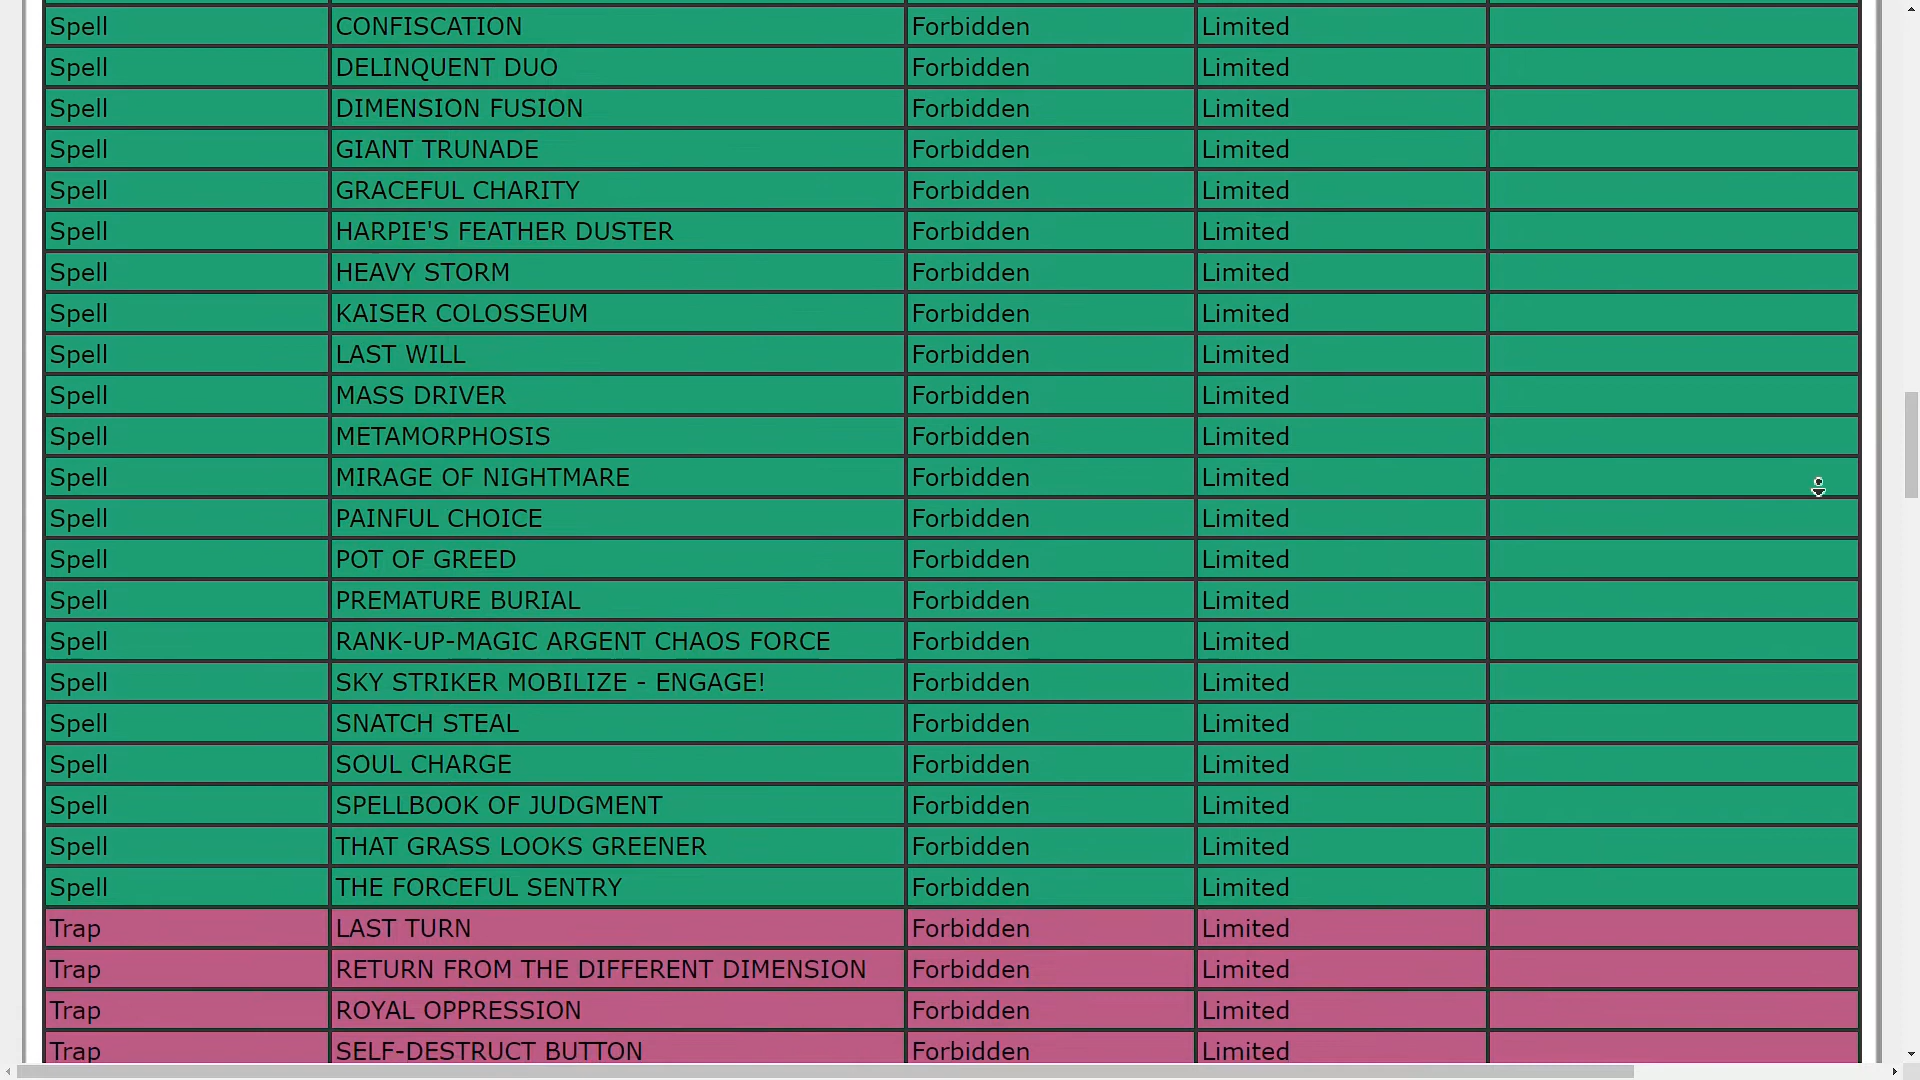 Spell CONFISCATION Forbidden Limited
Spell DELINQUENT DUO Forbidden Limited
Spell DIMENSION FUSION Forbidden Limited
Spell GIANT TRUNADE Forbidden Limited
Spell GRACEFUL CHARITY Forbidden Limited
Spell HARPIE'S FEATHER DUSTER Forbidden Limited
Spell HEAVY STORM Forbidden Limited
Spell KAISER COLOSSEUM Forbidden Limited
Spell LAST WILL Forbidden Limited
Spell MASS DRIVER Forbidden Limited
Spell METAMORPHOSIS Forbidden Limited
Spell MIRAGE OF NIGHTMARE Forbidden Limited
Spell PAINFUL CHOICE Forbidden Limited
Spell POT OF GREED Forbidden Limited
Spell PREMATURE BURIAL Forbidden Limited
Spell RANK-UP-MAGIC ARGENT CHAOS FORCE Forbidden Limited
Spell SKY STRIKER MOBILIZE - ENGAGE! Forbidden Limited
Spell SNATCH STEAL Forbidden Limited
Spell SOUL CHARGE Forbidden Limited
Spell SPELLBOOK OF JUDGMENT Forbidden Limited
Spell THAT GRASS LOOKS GREENER Forbidden Limited
Spell THE FORCEFUL SENTRY Forbidden Limited
Trap LAST TURN Forbidden Limited
Trap RETURN FROM THE DIFFERENT DIMENSION Forbidden Limited
Trap ROYAL OPPRESSION Forbidden Limited
Trap SELF-DESTRUCT BUTTON Forbidden Limited